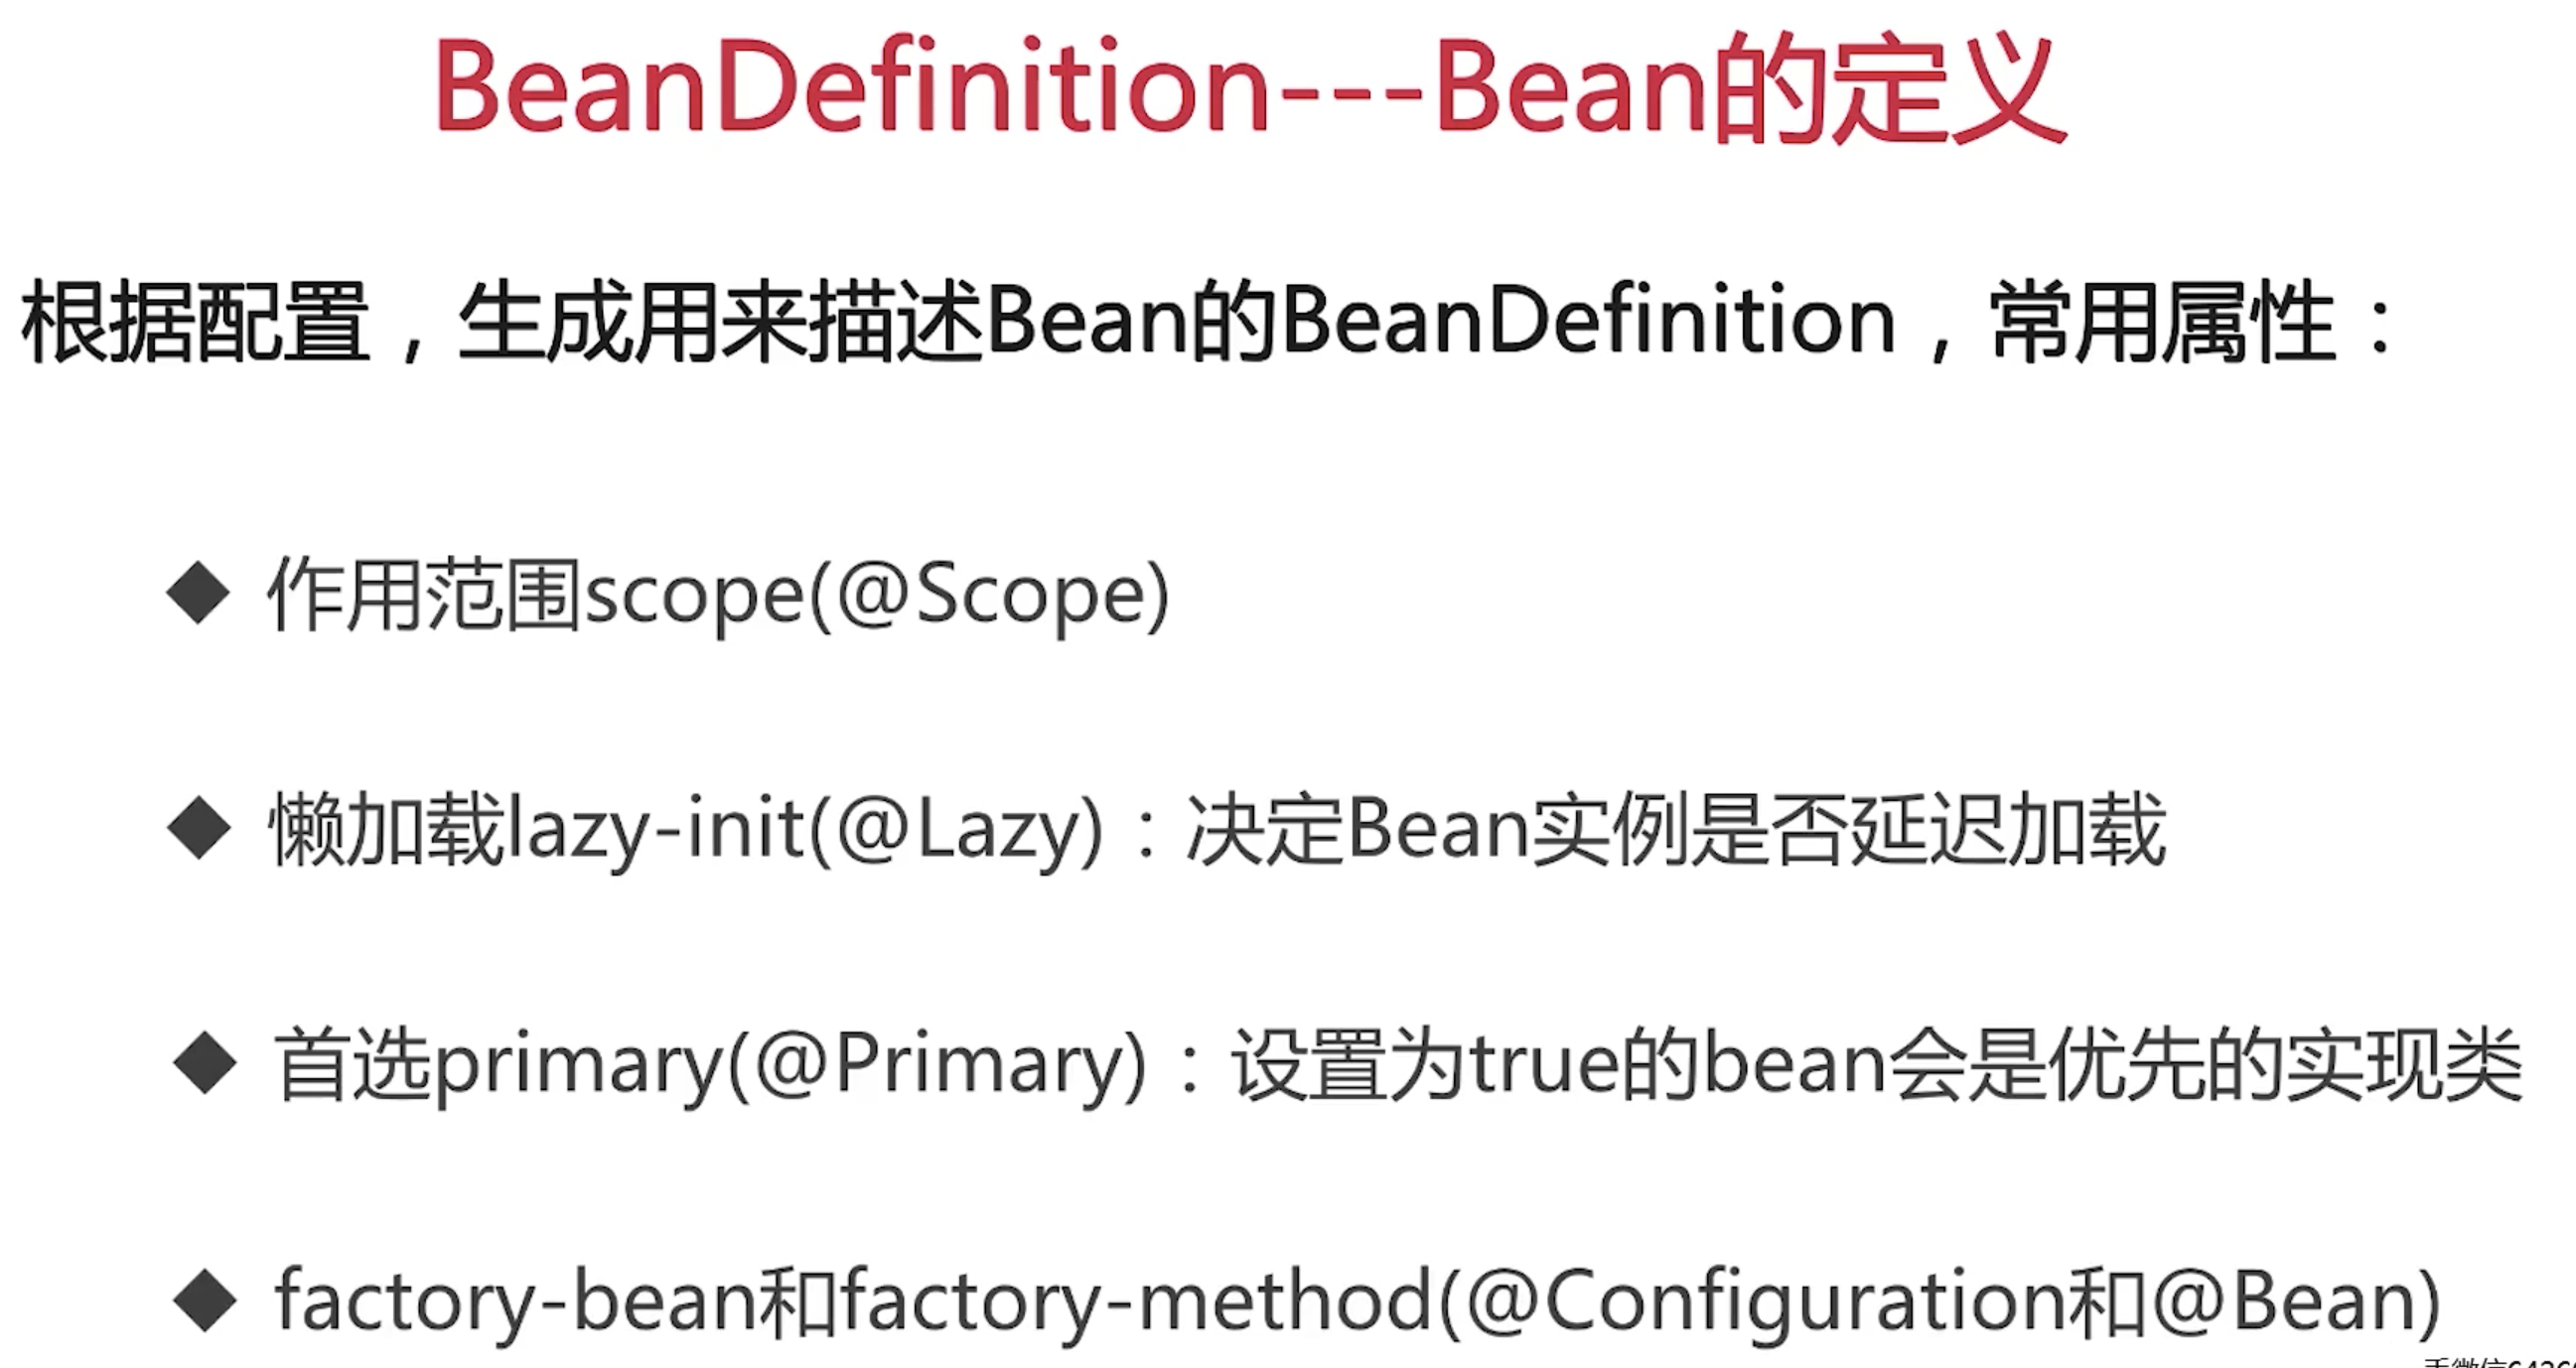 BeanDefinition---Bean的定义
根据配置，生成用来描述Bean的BeanDefinition，常用属性：
◆ 作用范围scope(@Scope)
◆ 懒加载lazy-init(@Lazy)：决定Bean实例是否延迟加载
◆ 首选primary(@Primary)：设置为true的bean会是优先的实现类
◆ factory-bean和factory-method(@Configuration和@Bean)